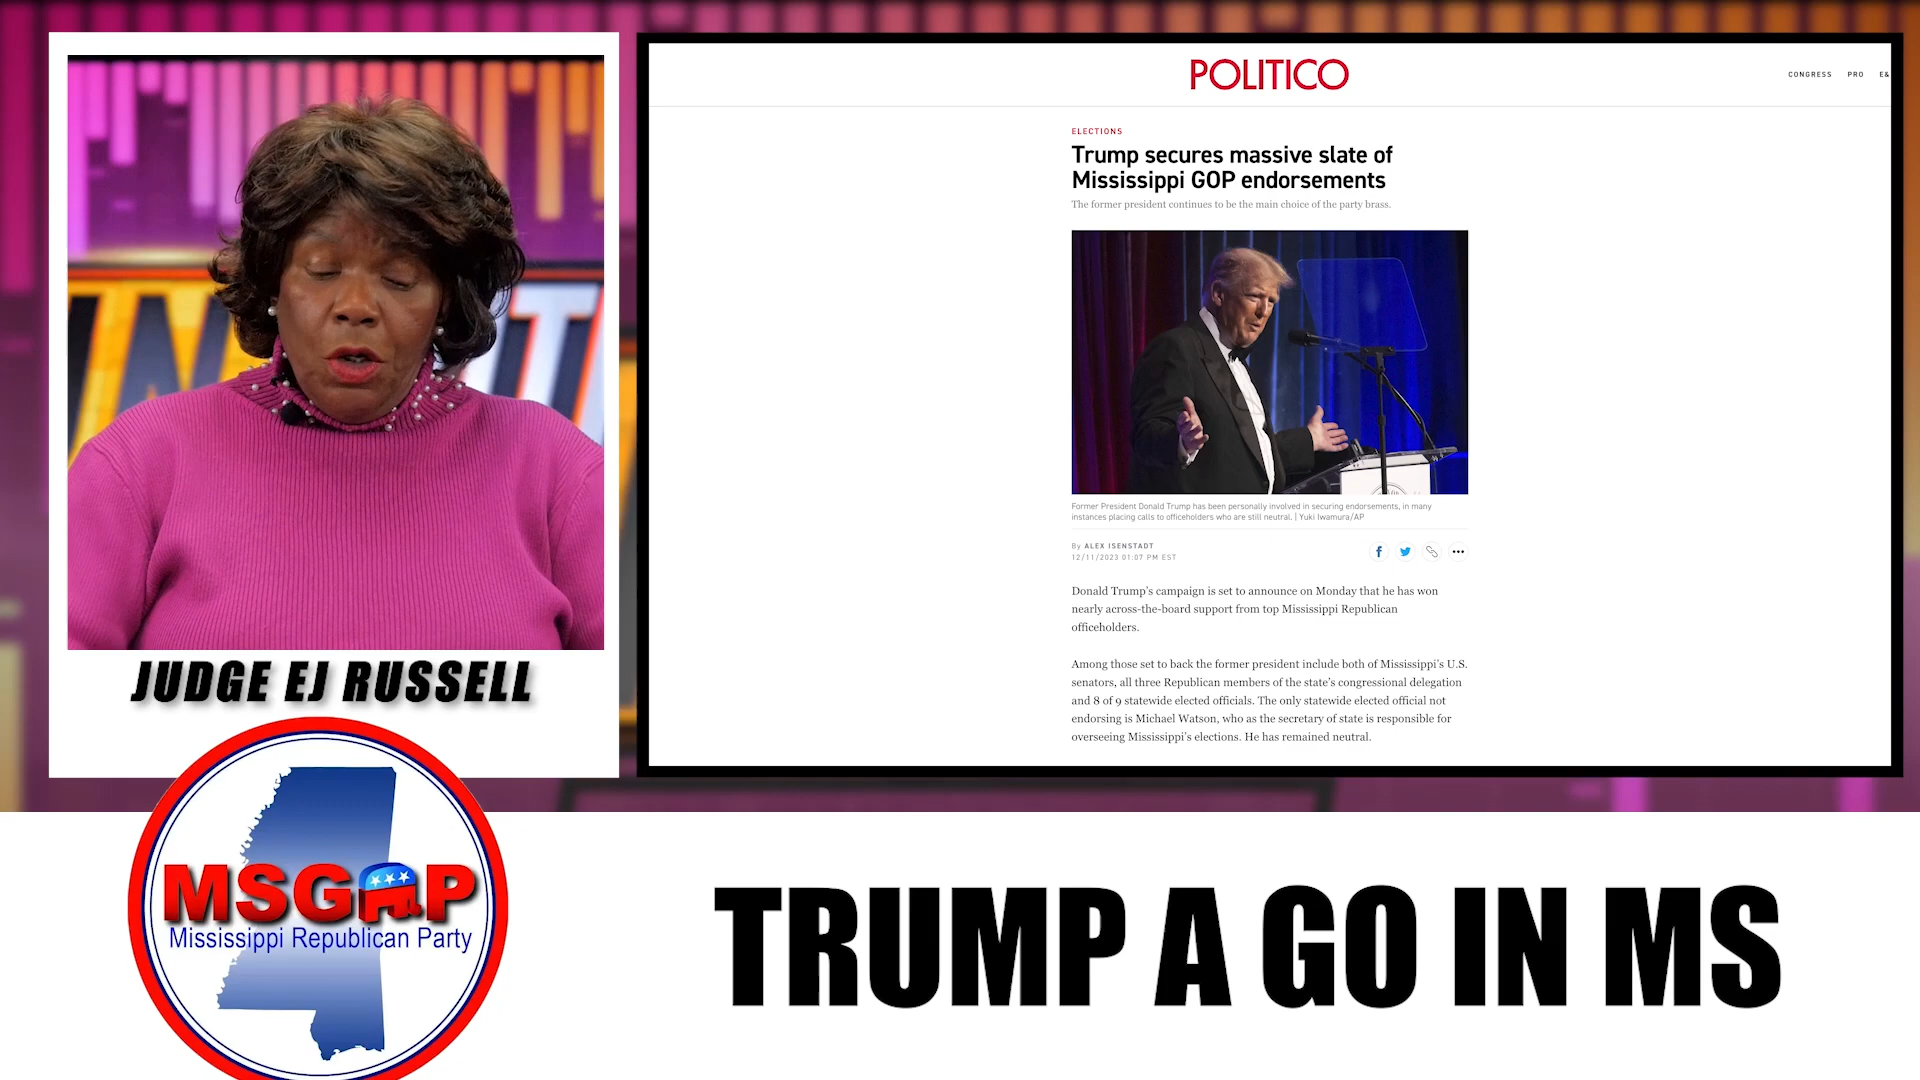 POLITICO
CONGRESS PRO E&
ELECTIONS
Trump secures massive slate of
Mississippi GOP endorsements
The former president continues to be the main choice of the party brass.
Former President Donald Trump has been personally involved in securing endorsements, in many
instances placing calls to officeholders who are still neutral. | Yuki Iwamura/AP
By ALEX ISENSTADT
12/11/2023 01:07 PM EST
Donald Trump’s campaign is set to announce on Monday that he has won
nearly across-the-board support from top Mississippi Republican
officeholders.
Among those set to back the former president include both of Mississippi’s U.S.
senators, all three Republican members of the state’s congressional delegation
and 8 of 9 statewide elected officials. The only statewide elected official not
endorsing is Michael Watson, who as the secretary of state is responsible for
overseeing Mississippi’s elections. He has remained neutral.
JUDGE EJ RUSSELL
MSGOP
Mississippi Republican Party
TRUMP A GO IN MS